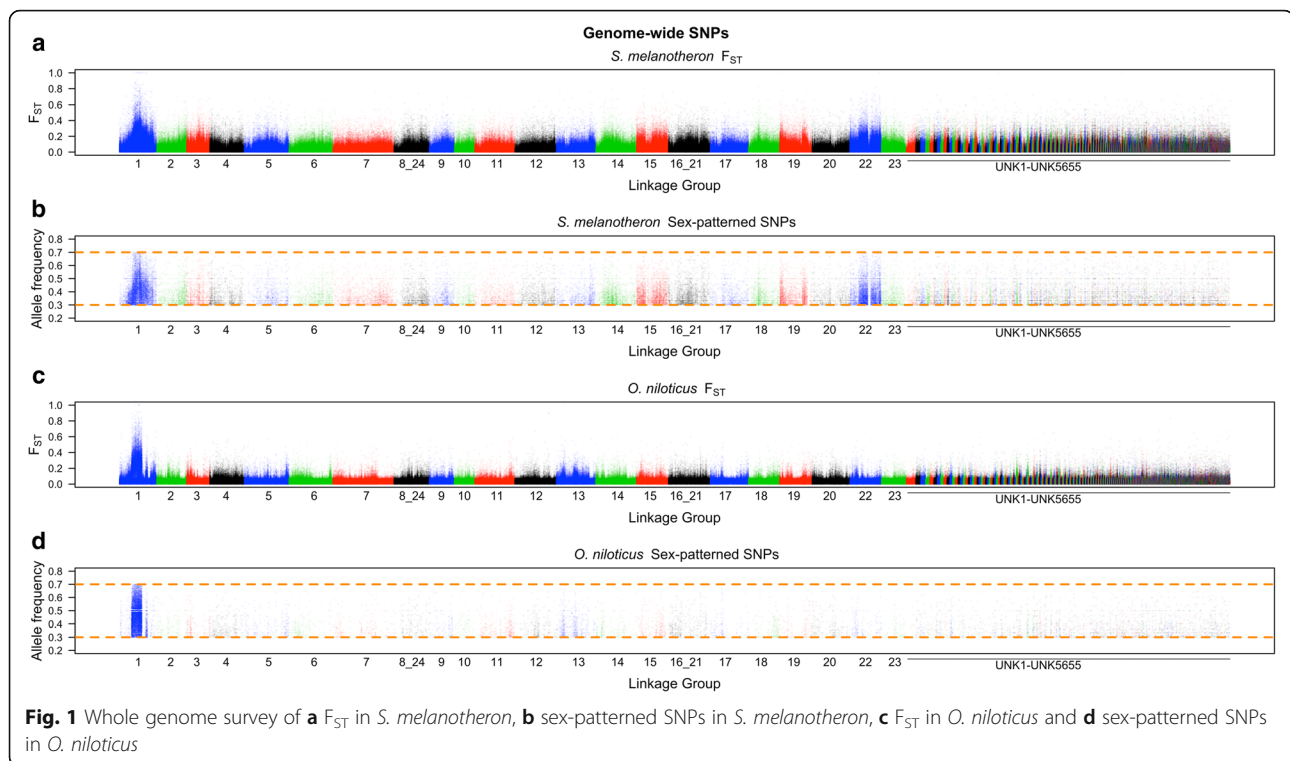 Genome-wide SNPs
a
S. melanotheron FST
FST
1.0
0.8
0.6
0.4
0.2
0.0
1 2 3 4 5 6 7 8_24 9 10 11 12 13 14 15 16_21 17 18 19 20 22 23 UNK1-UNK5655
Linkage Group
b
S. melanotheron Sex-patterned SNPs
Allele frequency
0.8
0.7
0.6
0.5
0.4
0.3
0.2
1 2 3 4 5 6 7 8_24 9 10 11 12 13 14 15 16_21 17 18 19 20 22 23 UNK1-UNK5655
Linkage Group
c
O. niloticus FST
FST
1.0
0.8
0.6
0.4
0.2
0.0
1 2 3 4 5 6 7 8_24 9 10 11 12 13 14 15 16_21 17 18 19 20 22 23 UNK1-UNK5655
Linkage Group
d
O. niloticus Sex-patterned SNPs
Allele frequency
0.8
0.7
0.6
0.5
0.4
0.3
0.2
1 2 3 4 5 6 7 8_24 9 10 11 12 13 14 15 16_21 17 18 19 20 22 23 UNK1-UNK5655
Linkage Group
Fig. 1 Whole genome survey of a FST in S. melanotheron, b sex-patterned SNPs in S. melanotheron, c FST in O. niloticus and d sex-patterned SNPs
in O. niloticus